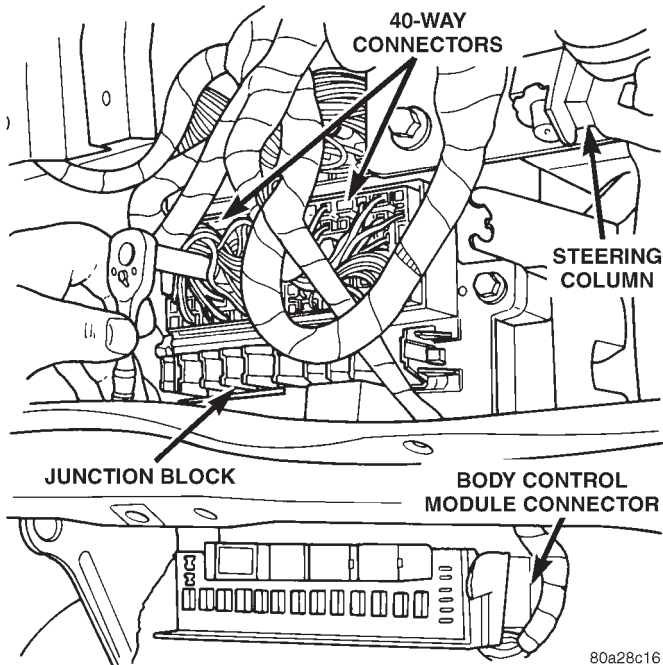 40-WAY
CONNECTORS
STEERING
COLUMN
JUNCTION BLOCK
BODY CONTROL
MODULE CONNECTOR
80a28c16